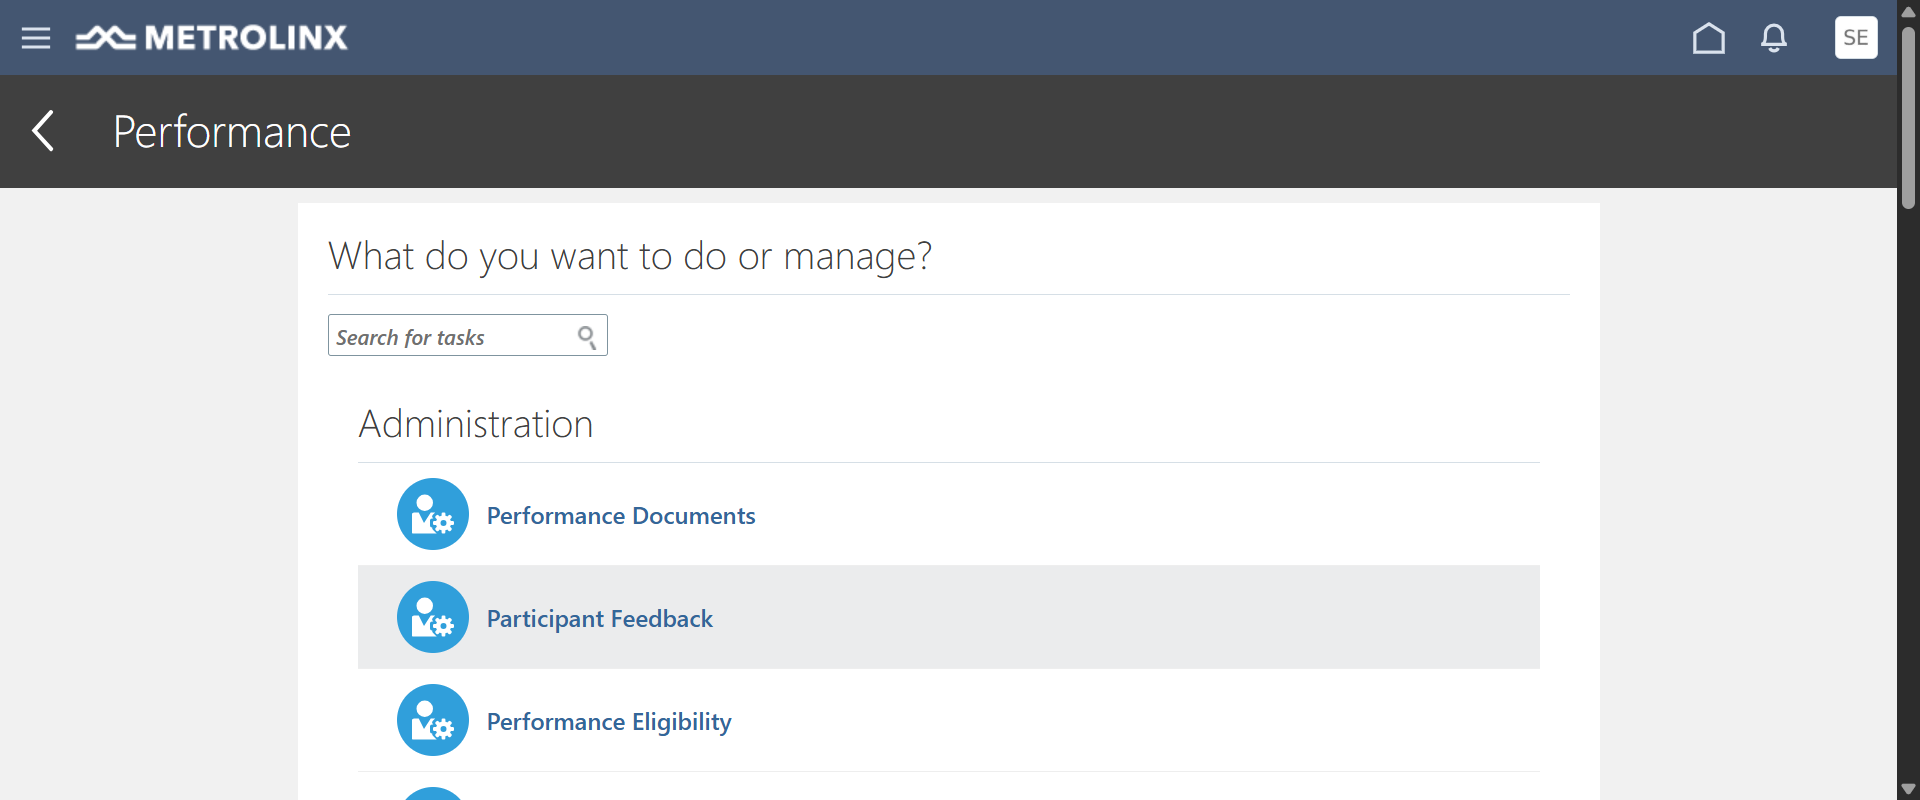 METROLINX
SE
Performance
What do you want to do or manage?
Search for tasks
Administration
Performance Documents
Participant Feedback
Performance Eligibility